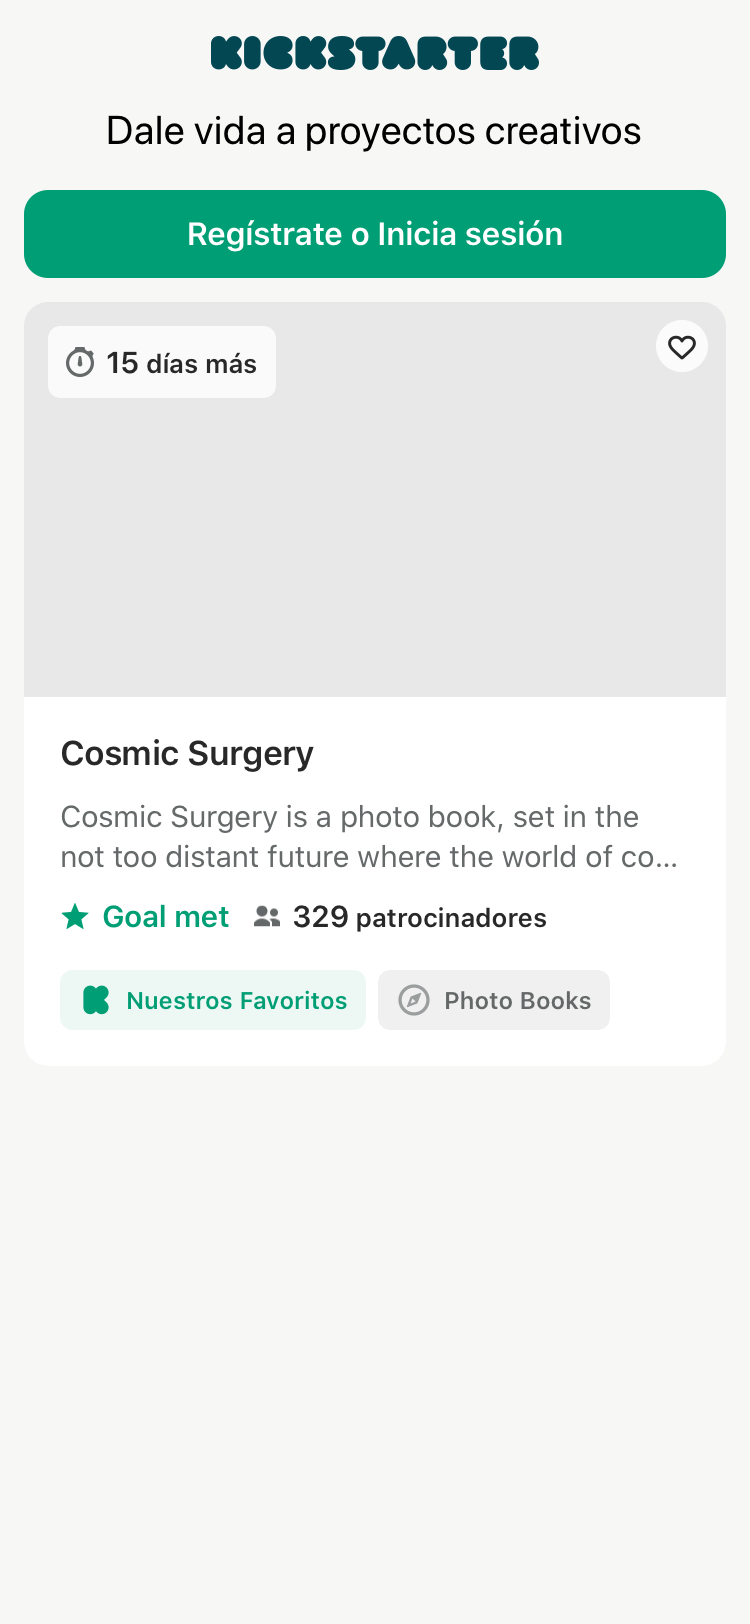 KICKSTARTER
Dale vida a proyectos creativos
Regístrate o Inicia sesión
15 días más
Cosmic Surgery
Cosmic Surgery is a photo book, set in the
not too distant future where the world of co...
Goal met 329 patrocinadores
Nuestros Favoritos Photo Books